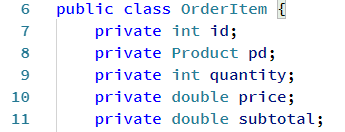 6 public class OrderItem {
7 private int id;
8 private Product pd;
9 private int quantity;
10 private double price;
11 private double subtotal;